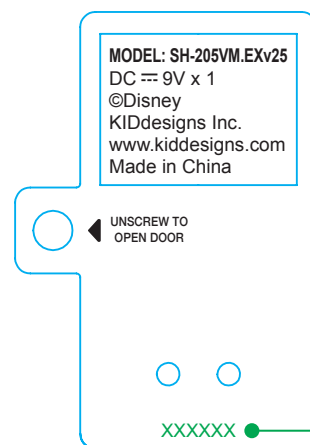 MODEL: SH-205VM.EXv25
DC ⎓ 9V x 1
©Disney
KIDdesigns Inc.
www.kiddesigns.com
Made in China
UNSCREW TO
OPEN DOOR
XXXXXX